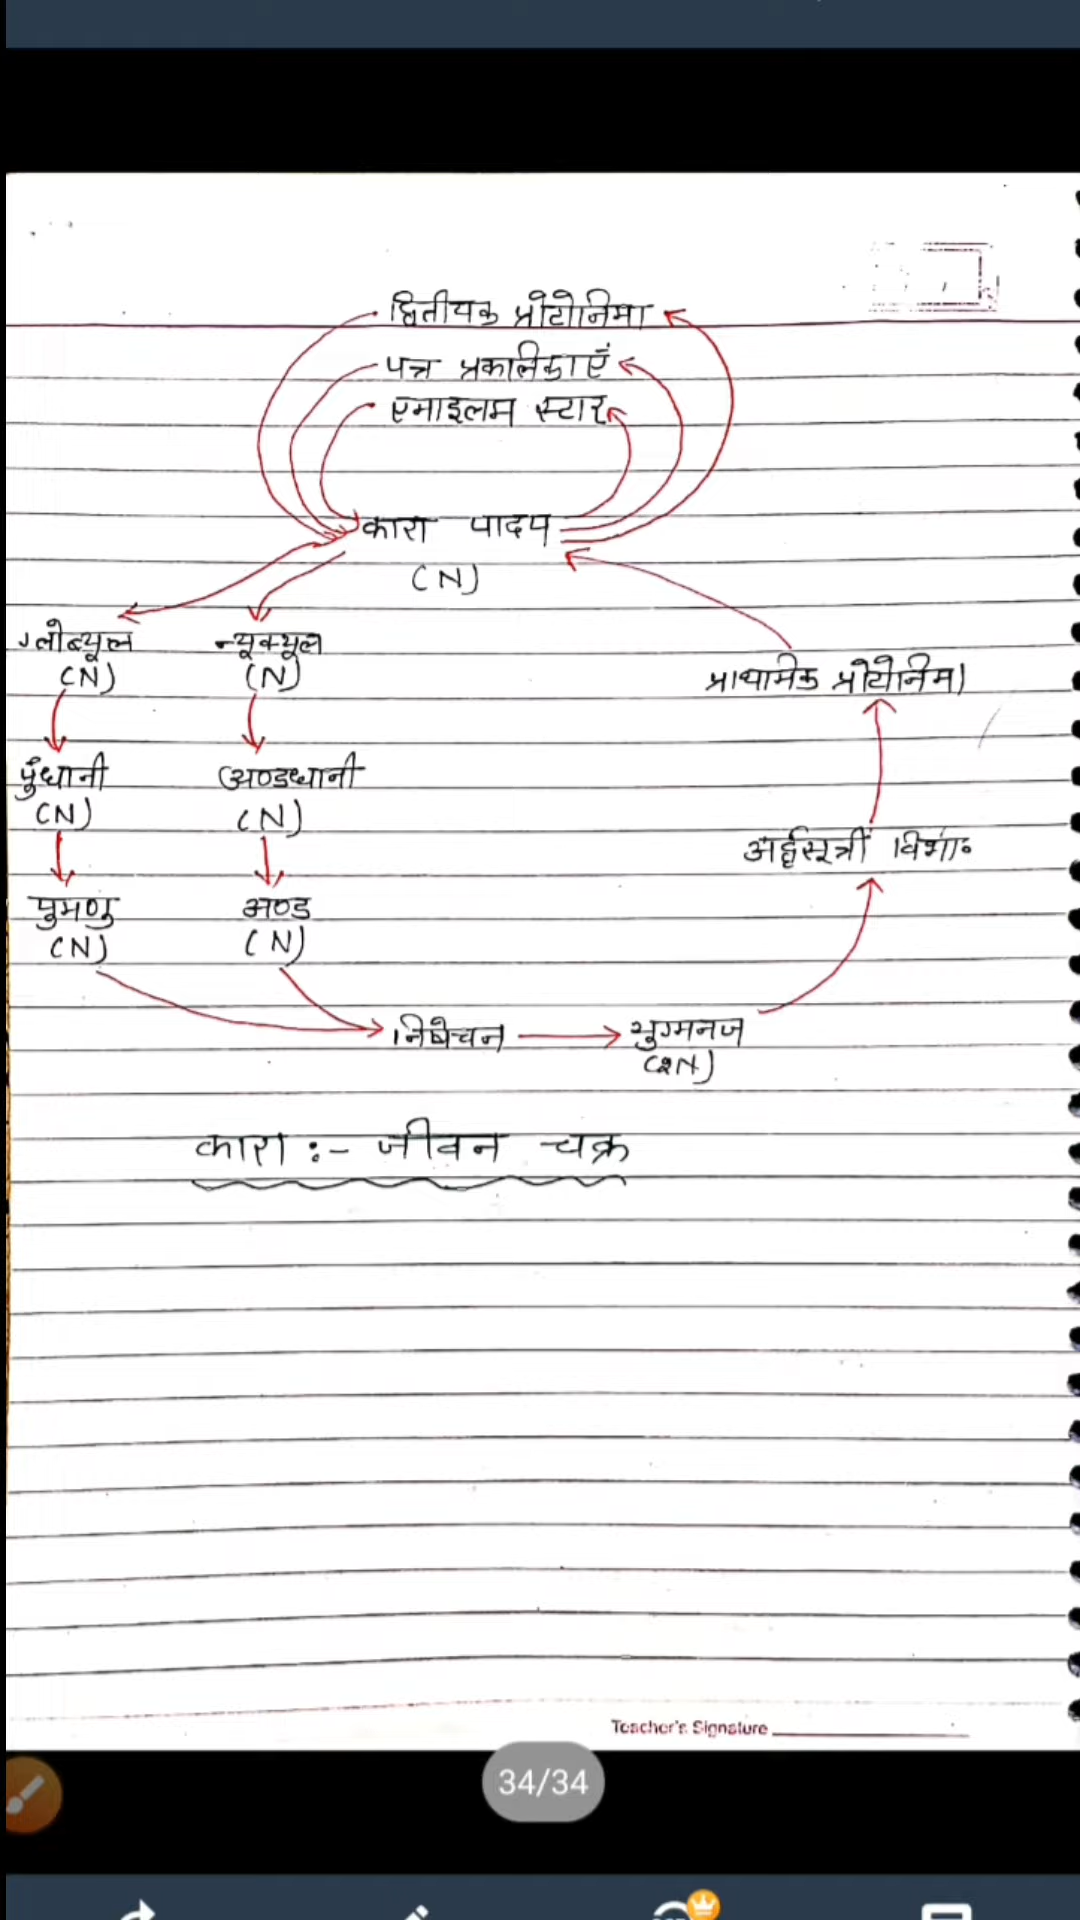 द्वितीयक प्रोटोनिमा
पत्र प्रकलिकाएँ
एमाइलम स्टार
कारा पादप
(N)
ग्लोब्यूल
(N)
न्यूक्यूल
(N)
प्राथमिक प्रोटोनिमा
पुंधानी
(N)
अण्डधानी
(N)
अर्द्धसूत्री विभा॰
पुमणु
(N)
अण्ड
(N)
निषेचन
युग्मनज
(2N)
कारा :- जीवन चक्र
Teacher's Signature
34/34